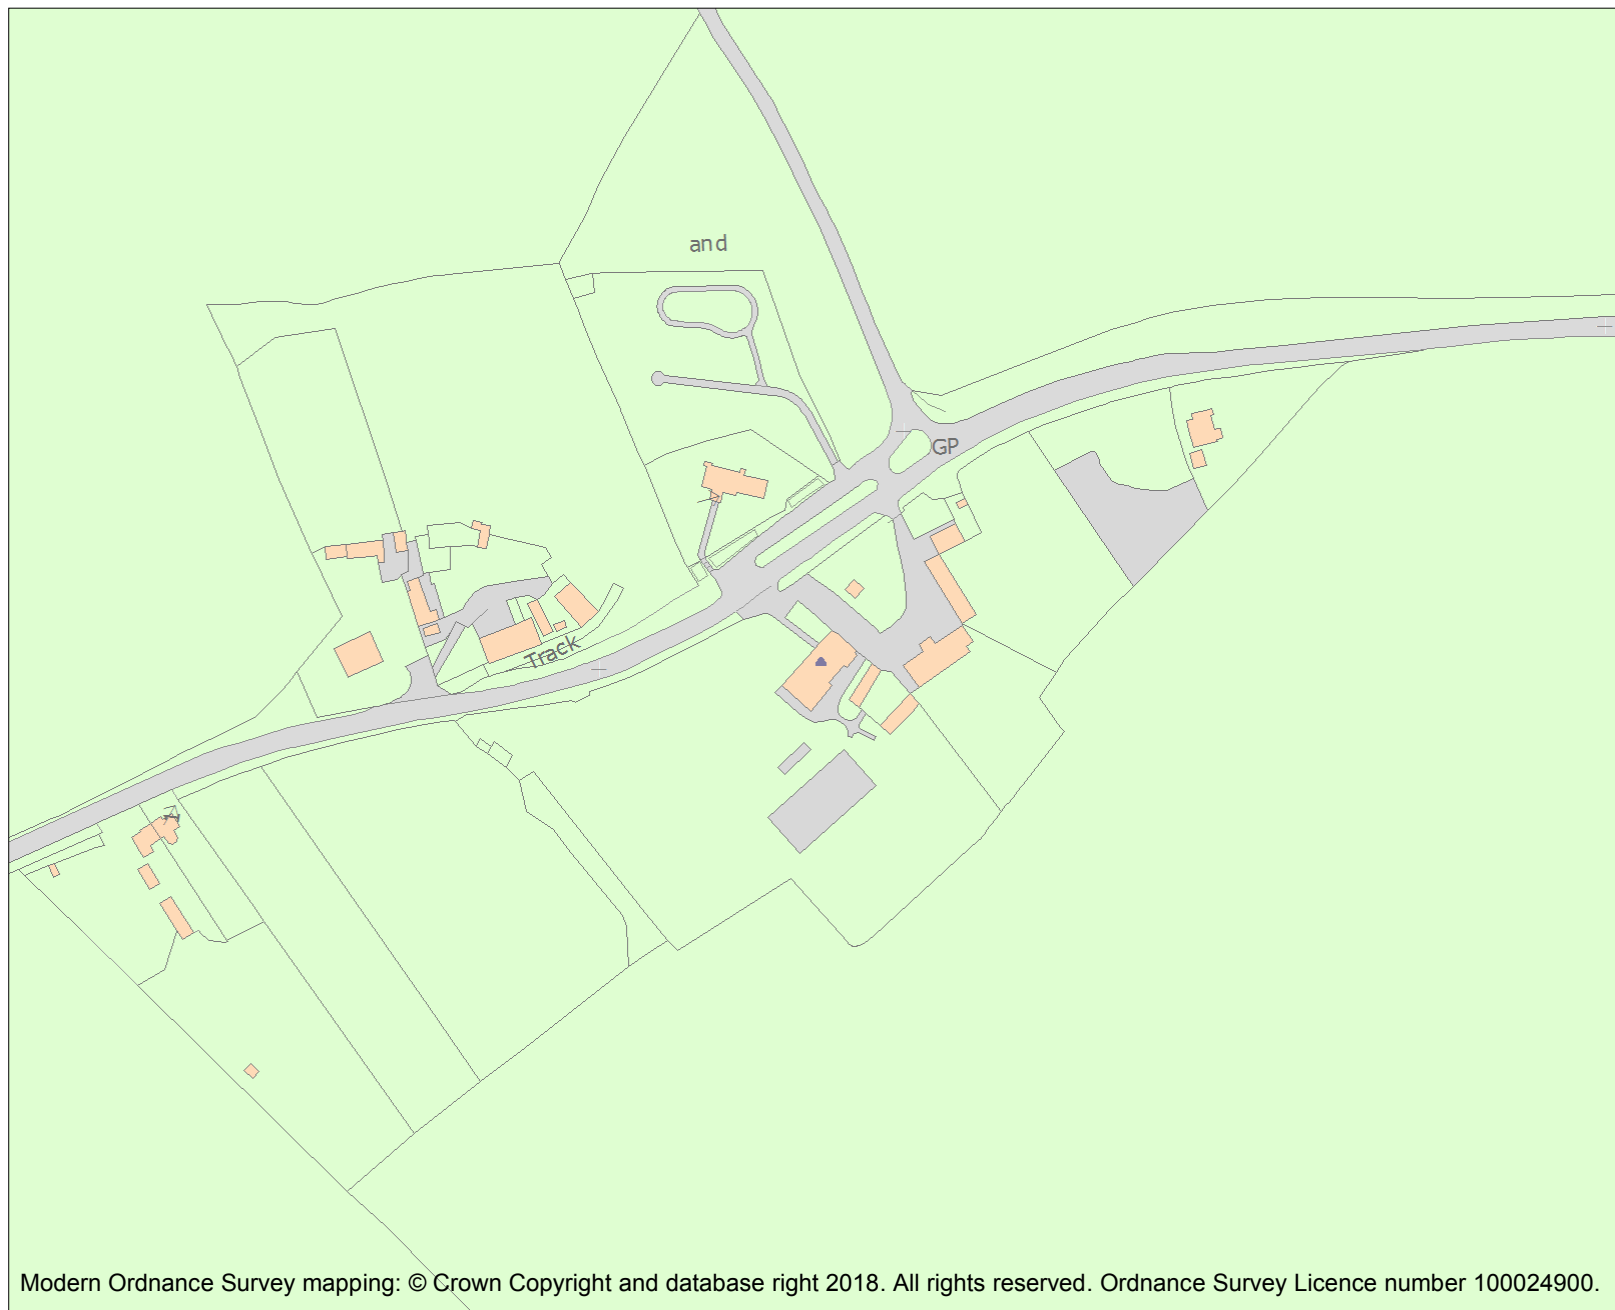 and
GP
Track
Modern Ordnance Survey mapping: © Crown Copyright and database right 2018. All rights reserved. Ordnance Survey Licence number 100024900.